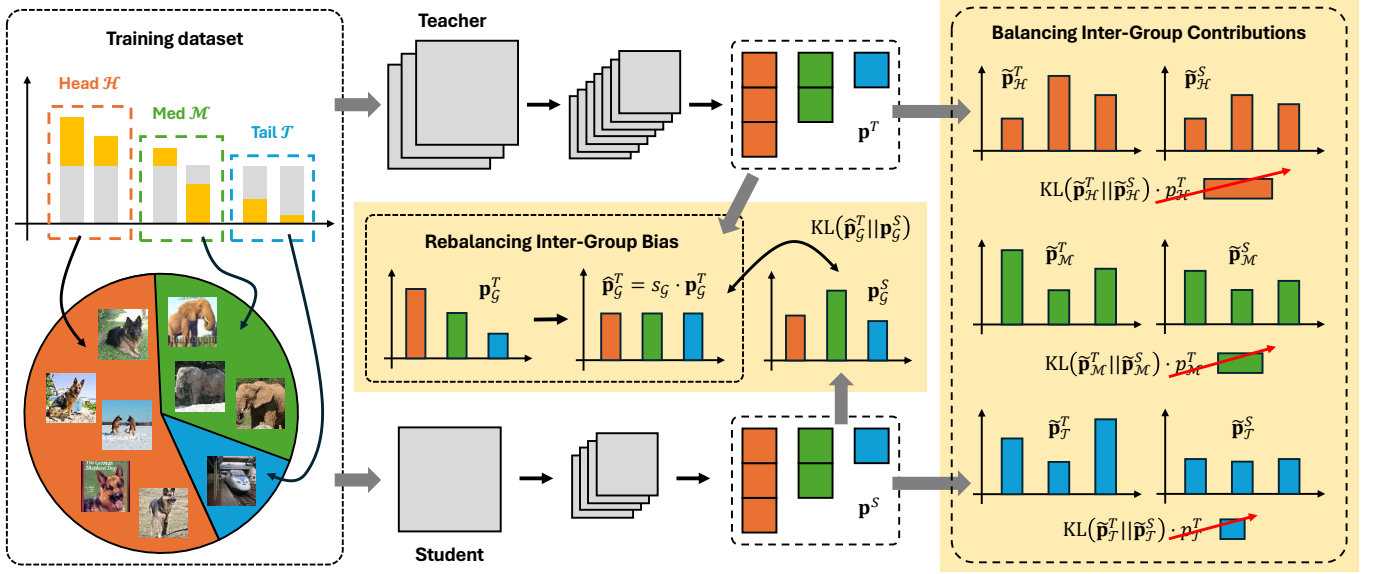 Training dataset
Head ℋ
Med ℳ
Tail 𝒯
Teacher
𝐩^T
Rebalancing Inter-Group Bias
KL(𝐩̂_𝒢^T||𝐩_𝒢^S)
𝐩_𝒢^T
𝐩̂_𝒢^T = s_𝒢 · 𝐩_𝒢^T
𝐩_𝒢^S
Student
𝐩^S
Balancing Inter-Group Contributions
𝐩̃_ℋ^T
𝐩̃_ℋ^S
KL(𝐩̃_ℋ^T||𝐩̃_ℋ^S) · p_ℋ^T
𝐩̃_ℳ^T
𝐩̃_ℳ^S
KL(𝐩̃_ℳ^T||𝐩̃_ℳ^S) · p_ℳ^T
𝐩̃_𝒯^T
𝐩̃_𝒯^S
KL(𝐩̃_𝒯^T||𝐩̃_𝒯^S) · p_𝒯^T